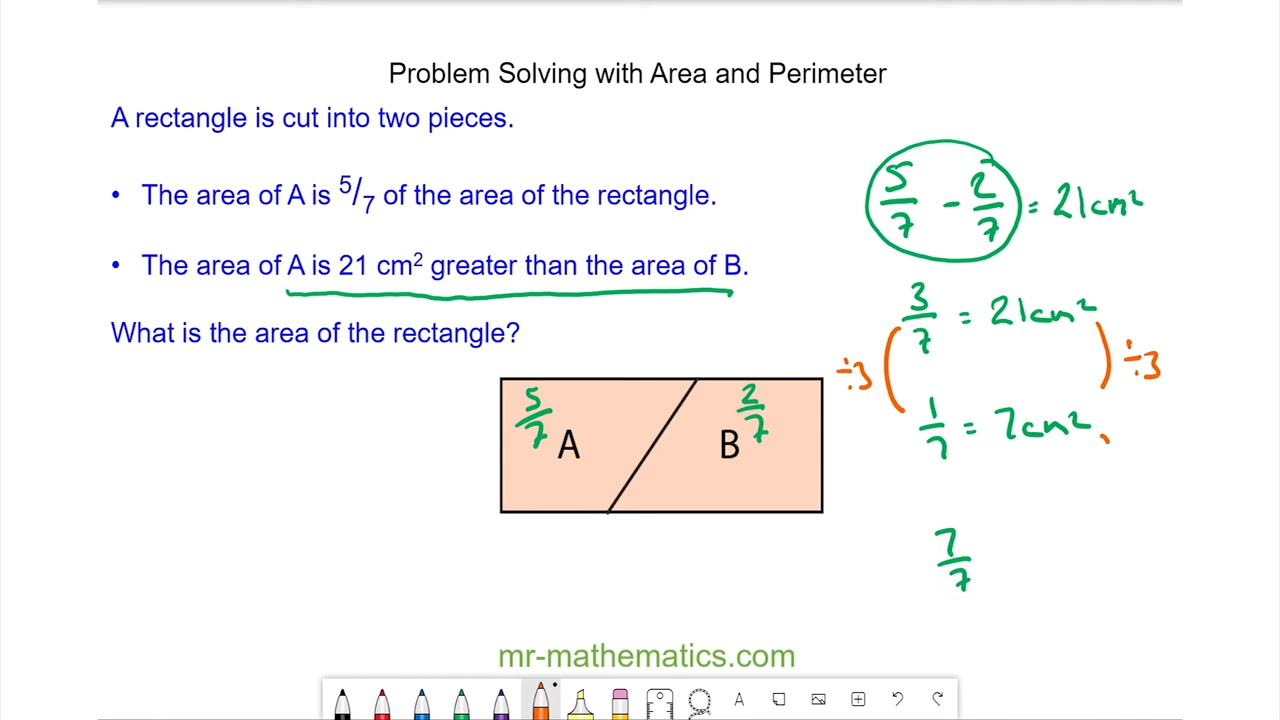 Problem Solving with Area and Perimeter
A rectangle is cut into two pieces.
• The area of A is 5/7 of the area of the rectangle.
• The area of A is 21 cm² greater than the area of B.
What is the area of the rectangle?
5/7 A
2/7 B
5/7 - 2/7 = 21cm²
3/7 = 21cm²
÷3 ( ) ÷3
1/7 = 7cm²
7/7
mr-mathematics.com
A